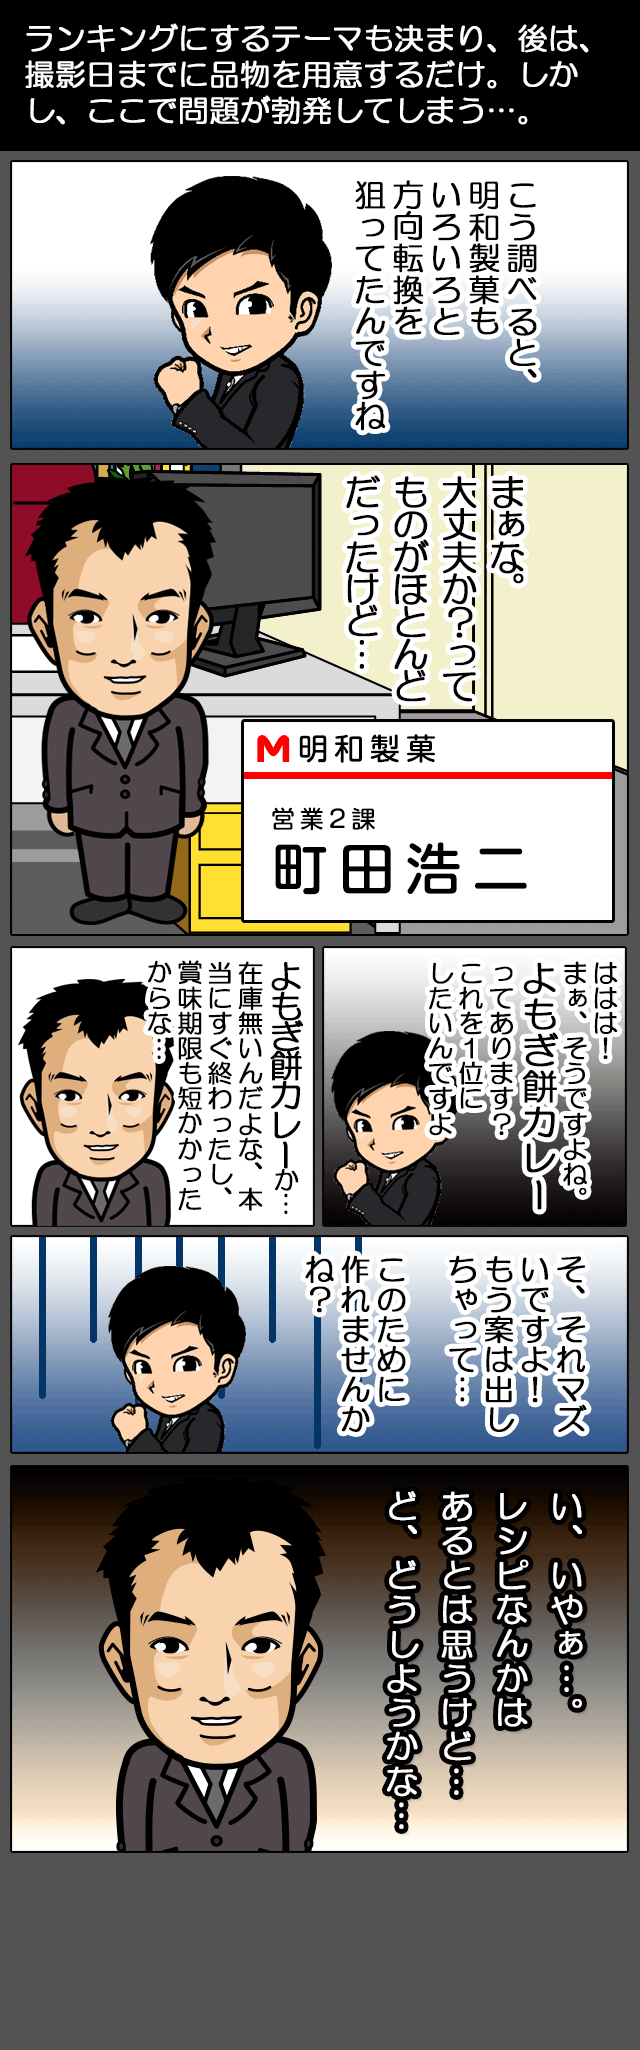 ランキングにするテーマも決まり、後は、
撮影日までに品物を用意するだけ。しか
し、ここで問題が勃発してしまう…。
こう調べると、
明和製菓も
いろいろと
方向転換を
狙ってたんですね
まぁな。
大丈夫か?って
ものがほとんど
だったけど…
M 明和製菓
営業2課
町田浩二
ははは!
まぁ、そうですよね。
よもぎ餅カレー
ってあります?
これを1位に
したいんですよ
よもぎ餅カレーか…
在庫無いんだよな、本
当にすぐ終わったし、
賞味期限も短かかった
からな…
そ、それマズ
いですよ!
もう案は出し
ちゃって…
このために
作れませんか
ね?
い、いやぁ…。
レシピなんかは
あるとは思うけど…
ど、どうしようかな…